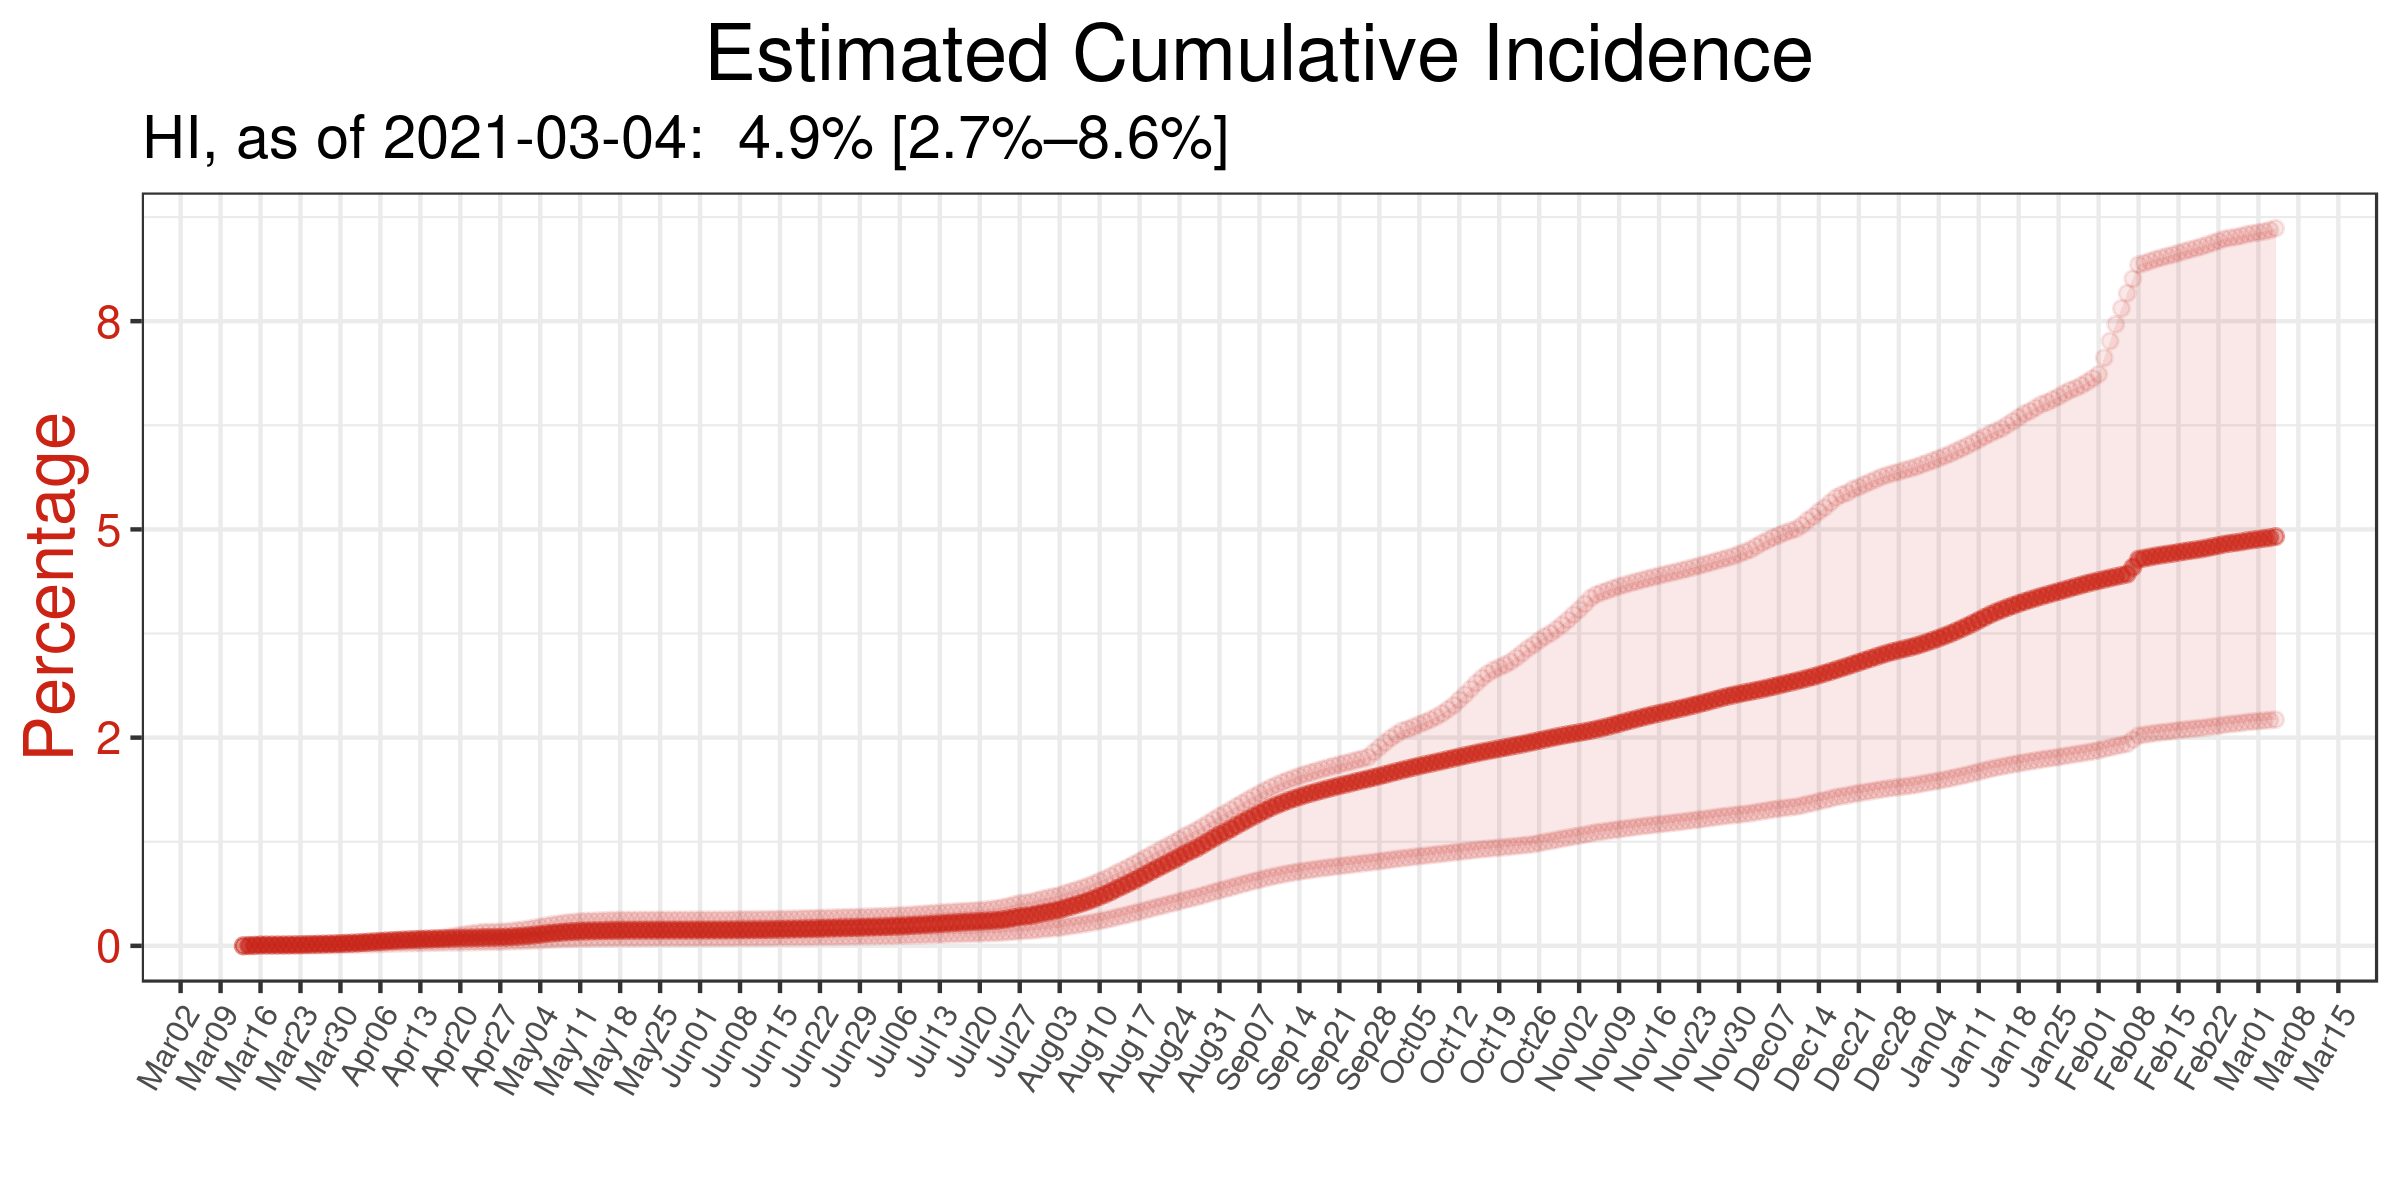 Estimated Cumulative Incidence
HI, as of 2021-03-04:  4.9% [2.7%–8.6%]
Percentage
8
5
2
0
Mar02
Mar09
Mar16
Mar23
Mar30
Apr06
Apr13
Apr20
Apr27
May04
May11
May18
May25
Jun01
Jun08
Jun15
Jun22
Jun29
Jul06
Jul13
Jul20
Jul27
Aug03
Aug10
Aug17
Aug24
Aug31
Sep07
Sep14
Sep21
Sep28
Oct05
Oct12
Oct19
Oct26
Nov02
Nov09
Nov16
Nov23
Nov30
Dec07
Dec14
Dec21
Dec28
Jan04
Jan11
Jan18
Jan25
Feb01
Feb08
Feb15
Feb22
Mar01
Mar08
Mar15